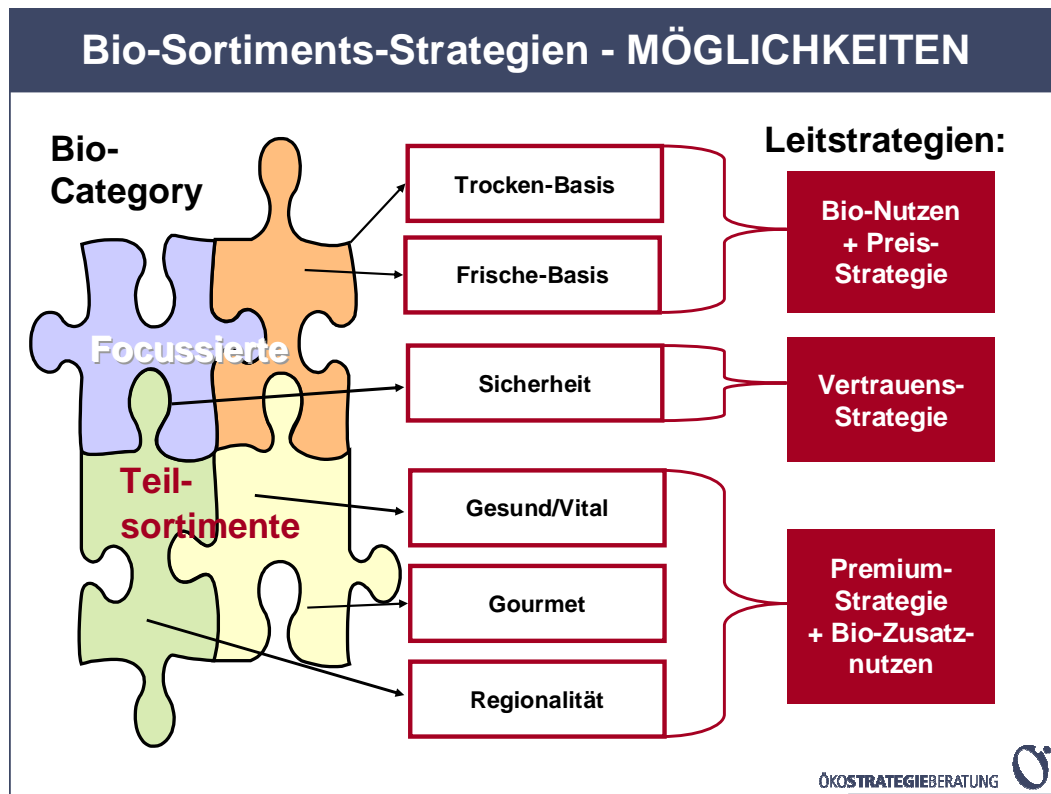 Bio-Sortiments-Strategien - MÖGLICHKEITEN
Bio-
Category
Focussierte
Teil-
sortimente
Trocken-Basis
Frische-Basis
Sicherheit
Gesund/Vital
Gourmet
Regionalität
Leitstrategien:
Bio-Nutzen
+ Preis-
Strategie
Vertrauens-
Strategie
Premium-
Strategie
+ Bio-Zusatz-
nutzen
ÖKOSTRATEGIEBERATUNG